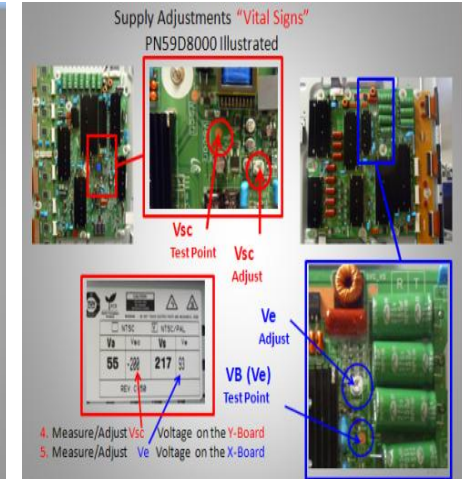 Supply Adjustments “Vital Signs”
PN59D8000 Illustrated
Vsc
Test Point
Vsc
Adjust
Ve
Adjust
VB (Ve)
Test Point
NTSC
NTSC/PAL
Va
Vs
55 -200 217 93
4. Measure/Adjust Vsc Voltage on the Y-Board
5. Measure/Adjust Ve Voltage on the X-Board